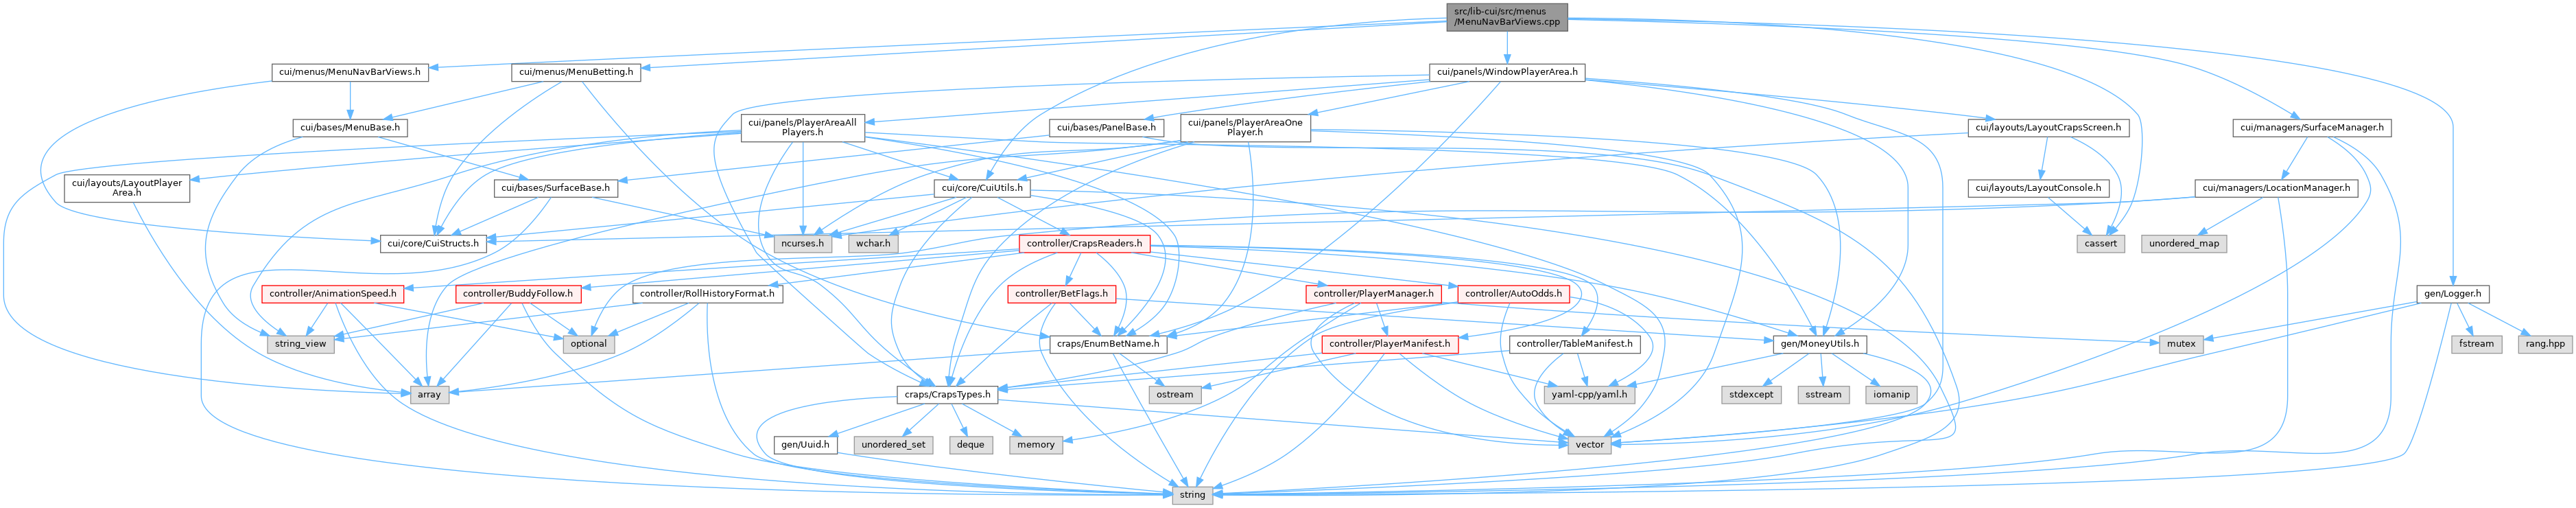 src/lib-cui/src/menus
/MenuNavBarViews.cpp
cui/menus/MenuNavBarViews.h
cui/menus/MenuBetting.h
cui/panels/WindowPlayerArea.h
cui/bases/MenuBase.h
cui/panels/PlayerAreaAll
Players.h
cui/bases/PanelBase.h
cui/panels/PlayerAreaOne
Player.h
cui/layouts/LayoutCrapsScreen.h
cui/managers/SurfaceManager.h
cui/layouts/LayoutPlayer
Area.h
cui/bases/SurfaceBase.h
cui/core/CuiUtils.h
cui/layouts/LayoutConsole.h
cui/managers/LocationManager.h
cui/core/CuiStructs.h
ncurses.h
wchar.h
controller/CrapsReaders.h
cassert
unordered_map
controller/AnimationSpeed.h
controller/BuddyFollow.h
controller/RollHistoryFormat.h
controller/BetFlags.h
controller/PlayerManager.h
controller/AutoOdds.h
gen/Logger.h
string_view
optional
craps/EnumBetName.h
controller/PlayerManifest.h
controller/TableManifest.h
gen/MoneyUtils.h
mutex
fstream
rang.hpp
array
craps/CrapsTypes.h
ostream
yaml-cpp/yaml.h
stdexcept
sstream
iomanip
gen/Uuid.h
unordered_set
deque
memory
vector
string